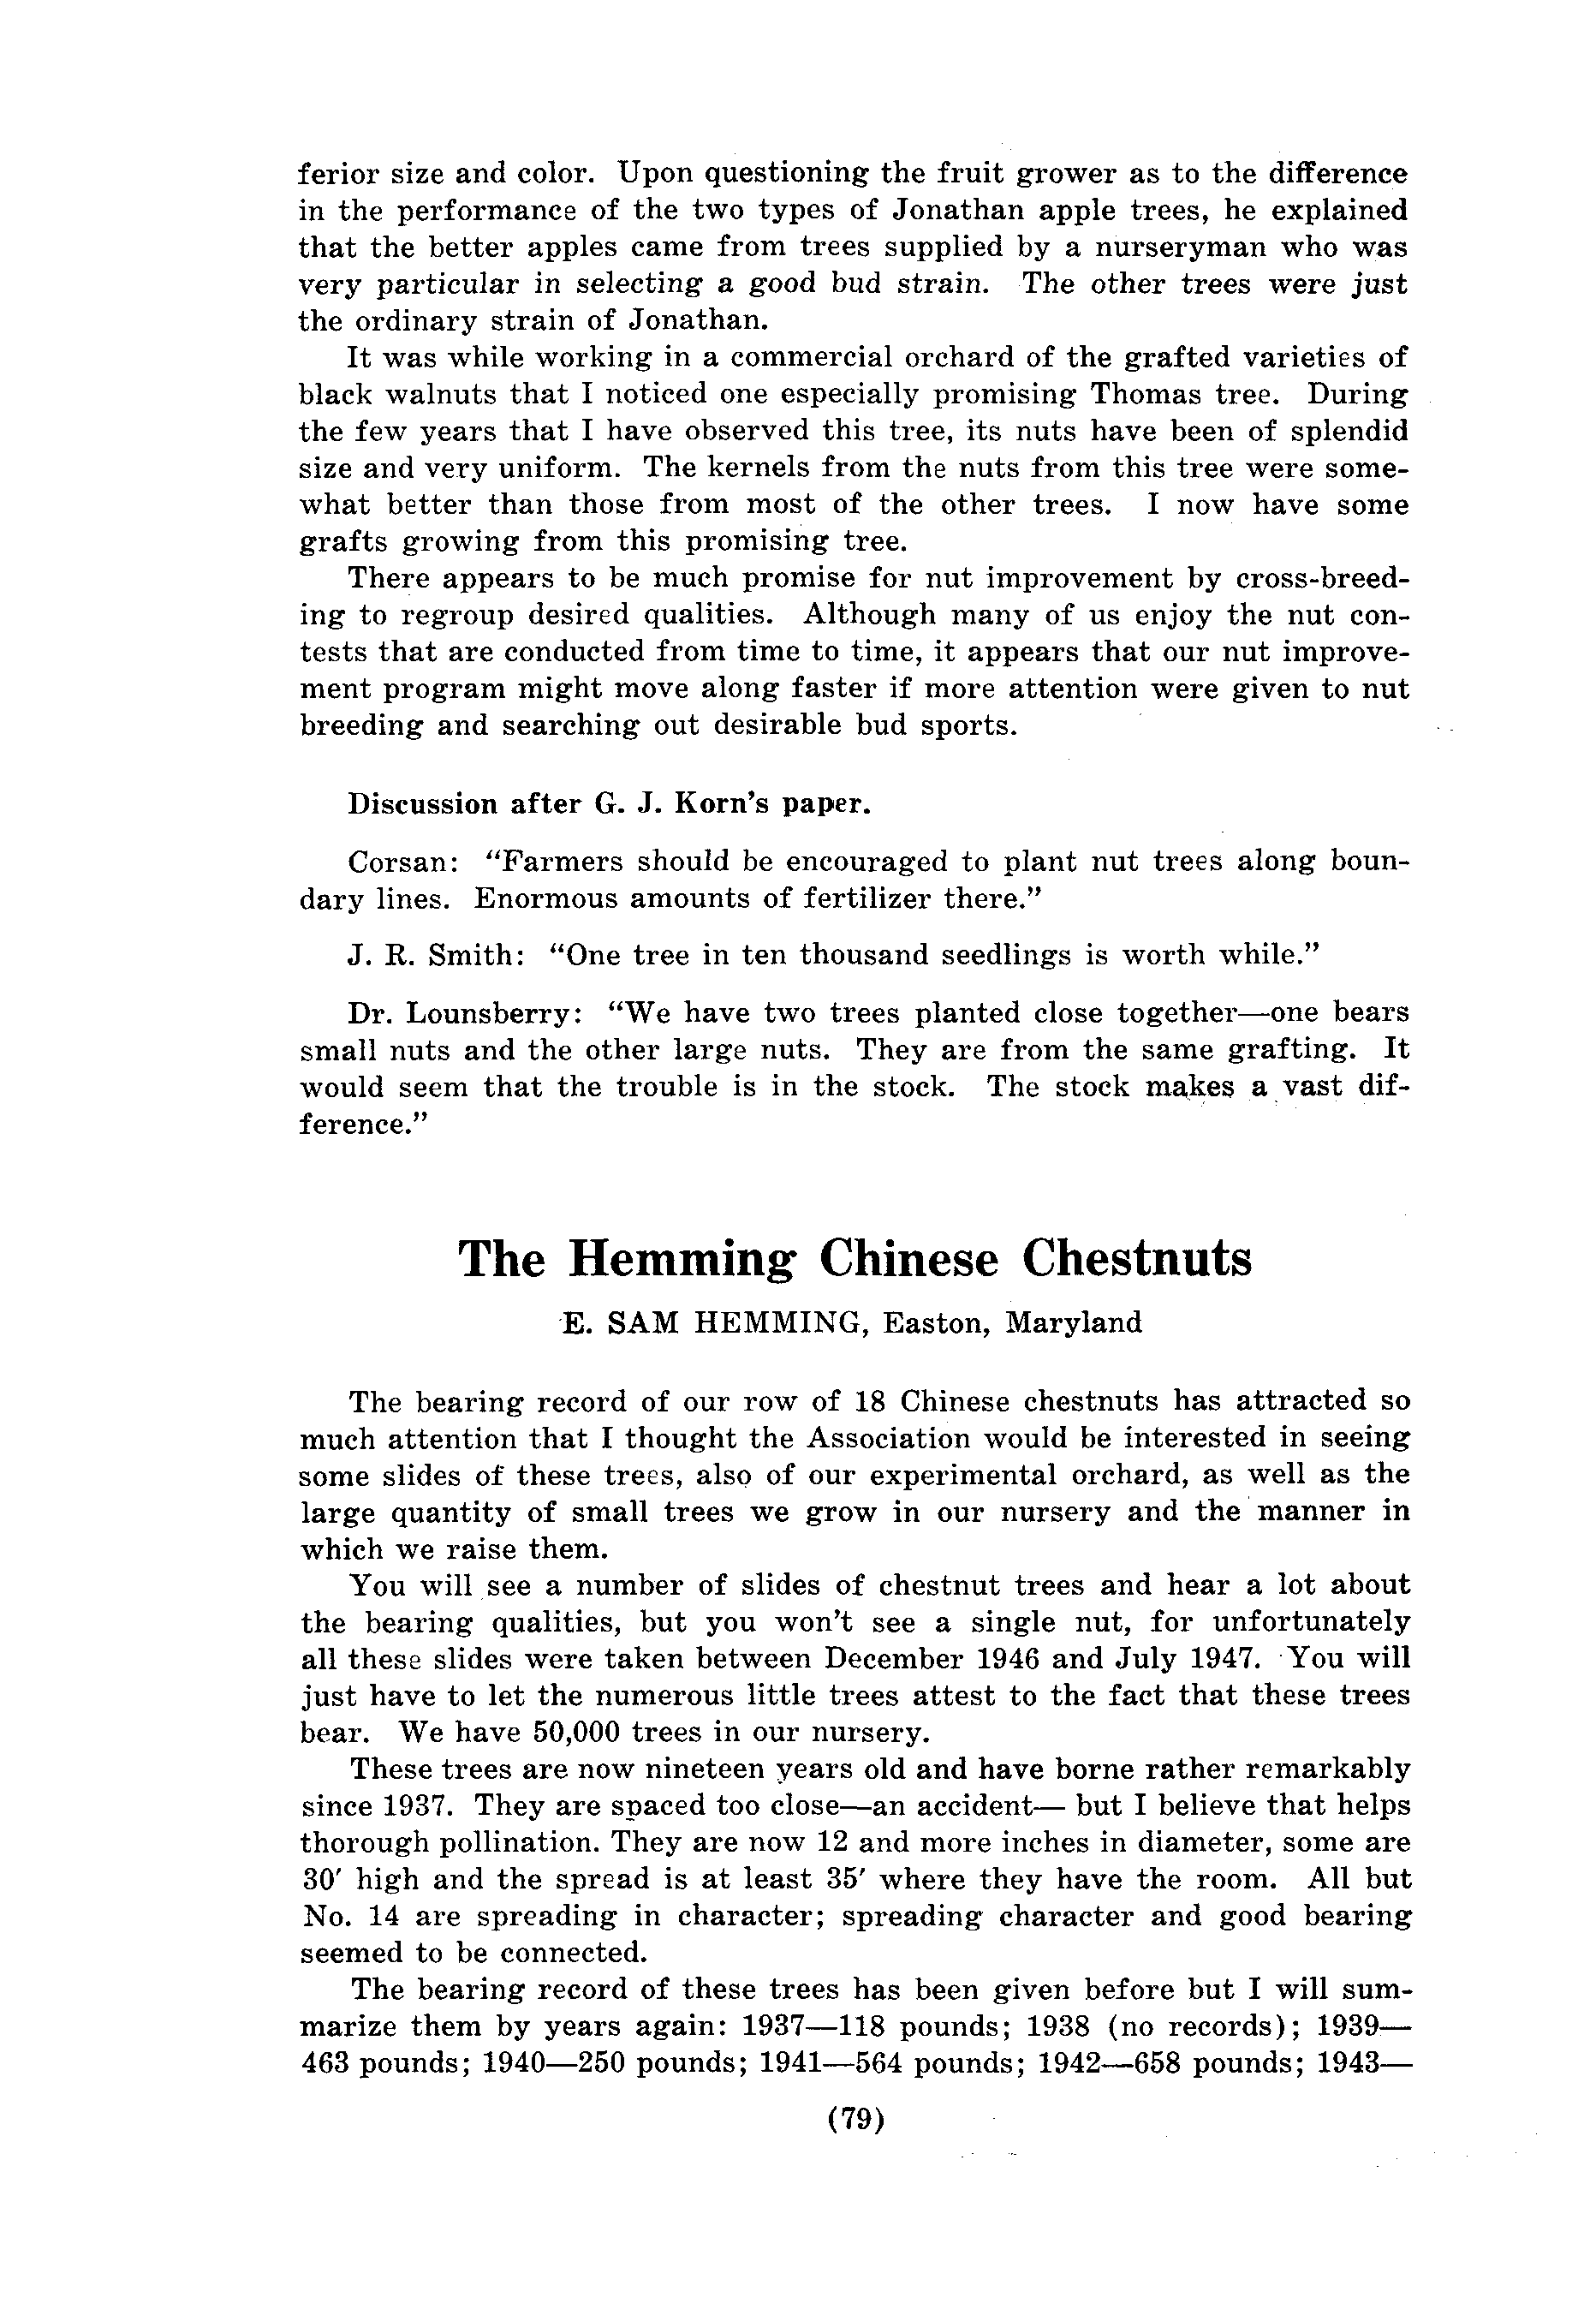 ferior size and color. Upon questioning the fruit grower as to the difference
in the performance of the two types of Jonathan apple trees, he explained
that the better apples came from trees supplied by a nurseryman who was
very particular in selecting a good bud strain. The other trees were just
the ordinary strain of Jonathan.
It was while working in a commercial orchard of the grafted varieties of
black walnuts that I noticed one especially promising Thomas tree. During
the few years that I have observed this tree, its nuts have been of splendid
size and very uniform. The kernels from the nuts from this tree were some-
what better than those from most of the other trees. I now have some
grafts growing from this promising tree.
There appears to be much promise for nut improvement by cross-breed-
ing to regroup desired qualities. Although many of us enjoy the nut con-
tests that are conducted from time to time, it appears that our nut improve-
ment program might move along faster if more attention were given to nut
breeding and searching out desirable bud sports.
Discussion after G. J. Korn's paper.
Corsan: "Farmers should be encouraged to plant nut trees along boun-
dary lines. Enormous amounts of fertilizer there."
J. R. Smith: "One tree in ten thousand seedlings is worth while."
Dr. Lounsberry: "We have two trees planted close together—one bears
small nuts and the other large nuts. They are from the same grafting. It
would seem that the trouble is in the stock. The stock makes a vast dif-
ference."
The Hemming Chinese Chestnuts
E. SAM HEMMING, Easton, Maryland
The bearing record of our row of 18 Chinese chestnuts has attracted so
much attention that I thought the Association would be interested in seeing
some slides of these trees, also of our experimental orchard, as well as the
large quantity of small trees we grow in our nursery and the manner in
which we raise them.
You will see a number of slides of chestnut trees and hear a lot about
the bearing qualities, but you won't see a single nut, for unfortunately
all these slides were taken between December 1946 and July 1947. You will
just have to let the numerous little trees attest to the fact that these trees
bear. We have 50,000 trees in our nursery.
These trees are now nineteen years old and have borne rather remarkably
since 1937. They are spaced too close—an accident— but I believe that helps
thorough pollination. They are now 12 and more inches in diameter, some are
30' high and the spread is at least 35' where they have the room. All but
No. 14 are spreading in character; spreading character and good bearing
seemed to be connected.
The bearing record of these trees has been given before but I will sum-
marize them by years again: 1937—118 pounds; 1938 (no records); 1939—
463 pounds; 1940—250 pounds; 1941—564 pounds; 1942—658 pounds; 1943—
(79)